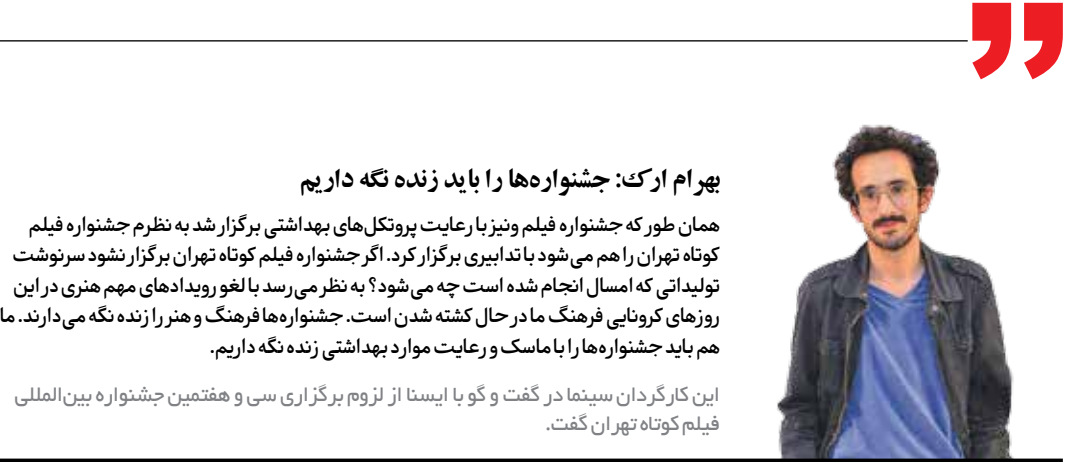 بهرام ارک: جشنواره‌ها را باید زنده نگه داریم
همان طور که جشنواره فیلم ونیز با رعایت پروتکل‌های بهداشتی برگزار شد به نظرم جشنواره فیلم
کوتاه تهران را هم می‌شود با تدابیری برگزار کرد. اگر جشنواره فیلم کوتاه تهران برگزار نشود سرنوشت
تولیداتی که امسال انجام شده است چه می‌شود؟ به نظر می‌رسد با لغو رویدادهای مهم هنری در این
روزهای کرونایی فرهنگ ما در حال کشته شدن است. جشنواره‌ها فرهنگ و هنر را زنده نگه می‌دارند. ما
هم باید جشنواره‌ها را با ماسک و رعایت موارد بهداشتی زنده نگه داریم.
این کارگردان سینما در گفت و گو با ایسنا از لزوم برگزاری سی و هفتمین جشنواره بین‌المللی
فیلم کوتاه تهران گفت.